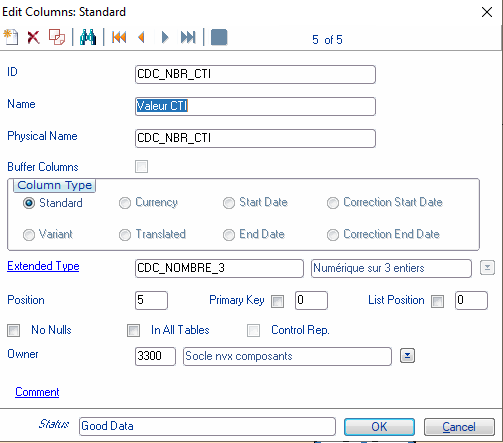 Edit Columns: Standard
5 of 5
ID CDC_NBR_CTI
Name Valeur CTI
Physical Name CDC_NBR_CTI
Buffer Columns
Column Type
Standard Currency Start Date Correction Start Date
Variant Translated End Date Correction End Date
Extended Type CDC_NOMBRE_3 Numérique sur 3 entiers
Position 5 Primary Key 0 List Position 0
No Nulls In All Tables Control Rep.
Owner 3300 Socle nvx composants
Comment
Status Good Data OK Cancel